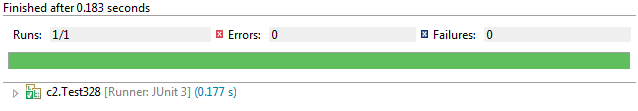 Finished after 0.183 seconds
Runs: 1/1 Errors: 0 Failures: 0
c2.Test328 [Runner: JUnit 3] (0.177 s)